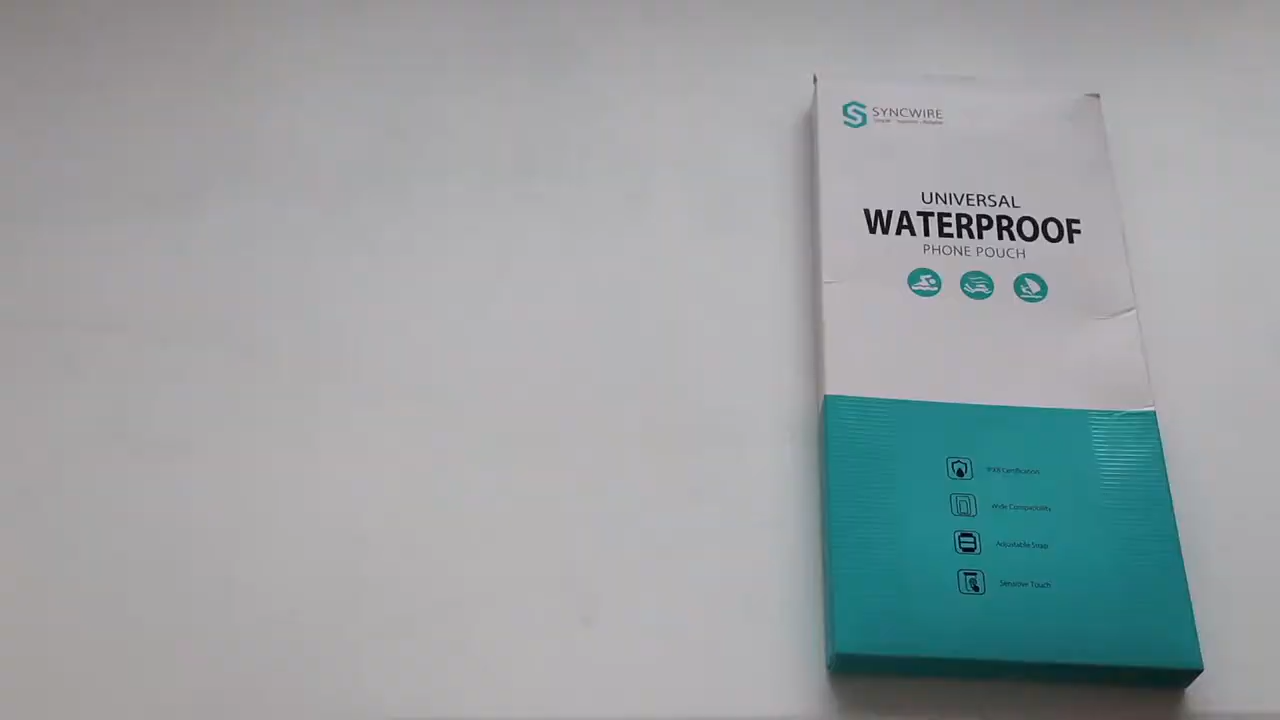 SYNCWIRE
UNIVERSAL
WATERPROOF
PHONE POUCH
IPX8 Certification
Wide Compatibility
Adjustable Strap
Sensitive Touch